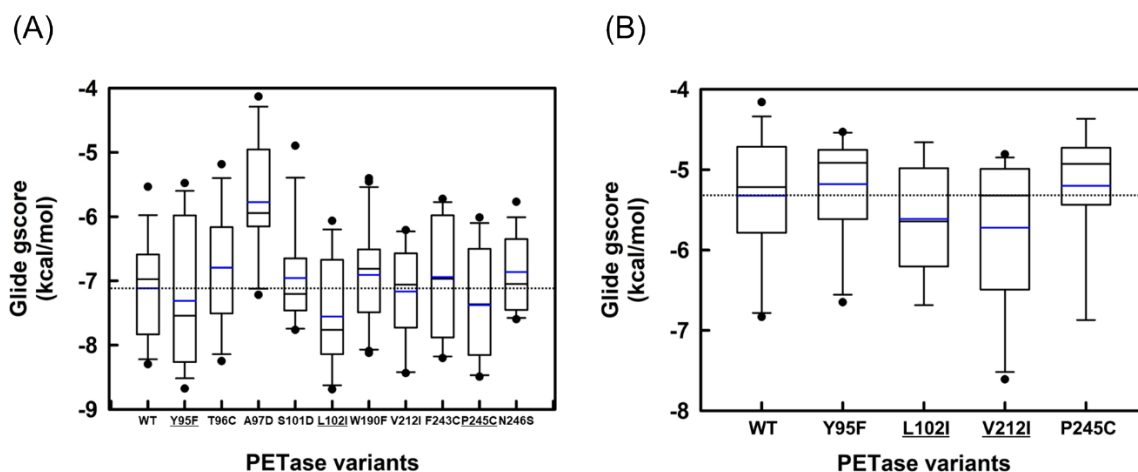 (A)
-4
-5
-6
-7
-8
-9
Glide gscore
(kcal/mol)
WT Y95F T96C A97D S101D L102I W190F V212I F243C P245C N246S
PETase variants
(B)
-4
-5
-6
-7
-8
Glide gscore
(kcal/mol)
WT Y95F L102I V212I P245C
PETase variants